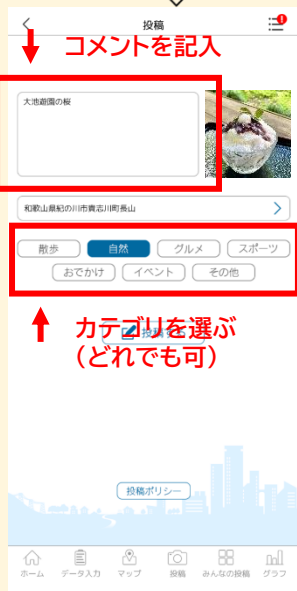 投稿
コメントを記入
大池遊園の桜
和歌山県紀の川市貴志川町長山
散歩
自然
グルメ
スポーツ
おでかけ
イベント
その他
カテゴリを選ぶ
(どれでも可)
投稿ポリシー
ホーム
データ入力
マップ
投稿
みんなの投稿
グラフ